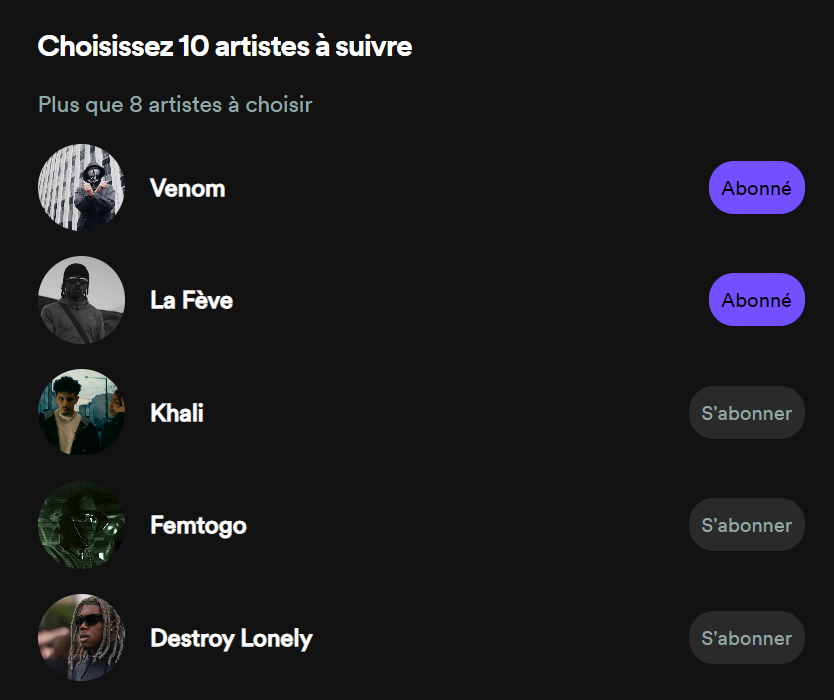 Choisissez 10 artistes à suivre
Plus que 8 artistes à choisir
Venom
Abonné
La Fève
Abonné
Khali
S'abonner
Femtogo
S'abonner
Destroy Lonely
S'abonner